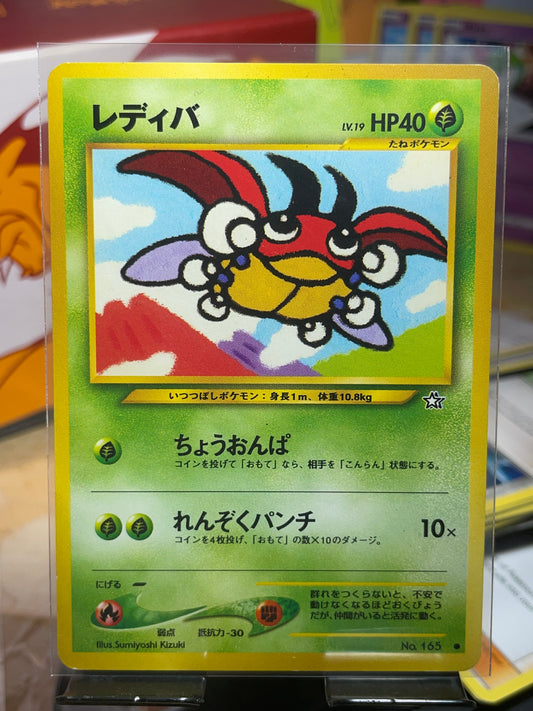 レディバ
LV.19 HP40
たねポケモン
いつつぼしポケモン：身長1m、体重10.8kg
ちょうおんぱ
コインを投げて「おもて」なら、相手を「こんらん」状態にする。
れんぞくパンチ
10×
コインを4枚投げ、「おもて」の数×10のダメージ。
にげる
弱点 抵抗力-30
群れをつくらないと、不安で
動けなくなるほどおくびょう
だが、仲間がいると活発に動く。
Illus.Sumiyoshi Kizuki
No. 165